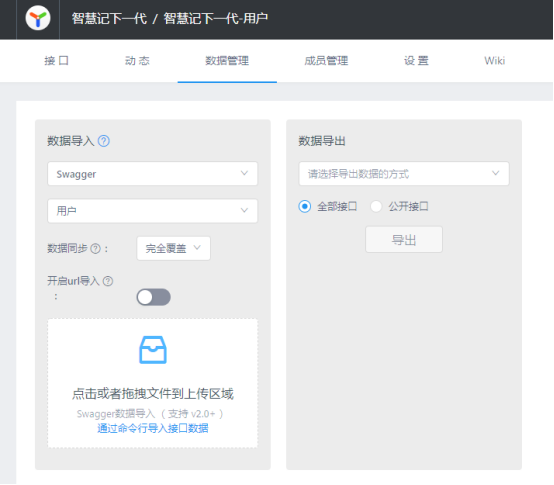 智慧记下一代 / 智慧记下一代-用户
接 口
动 态
数据管理
成员管理
设 置
Wiki
数据导入 ?
Swagger
用户
数据同步 ? :
完全覆盖
开启url导入 ?
:
点击或者拖拽文件到上传区域
Swagger数据导入（ 支持 v2.0+ ）
通过命令行导入接口数据
数据导出
请选择导出数据的方式
全部接口
公开接口
导出